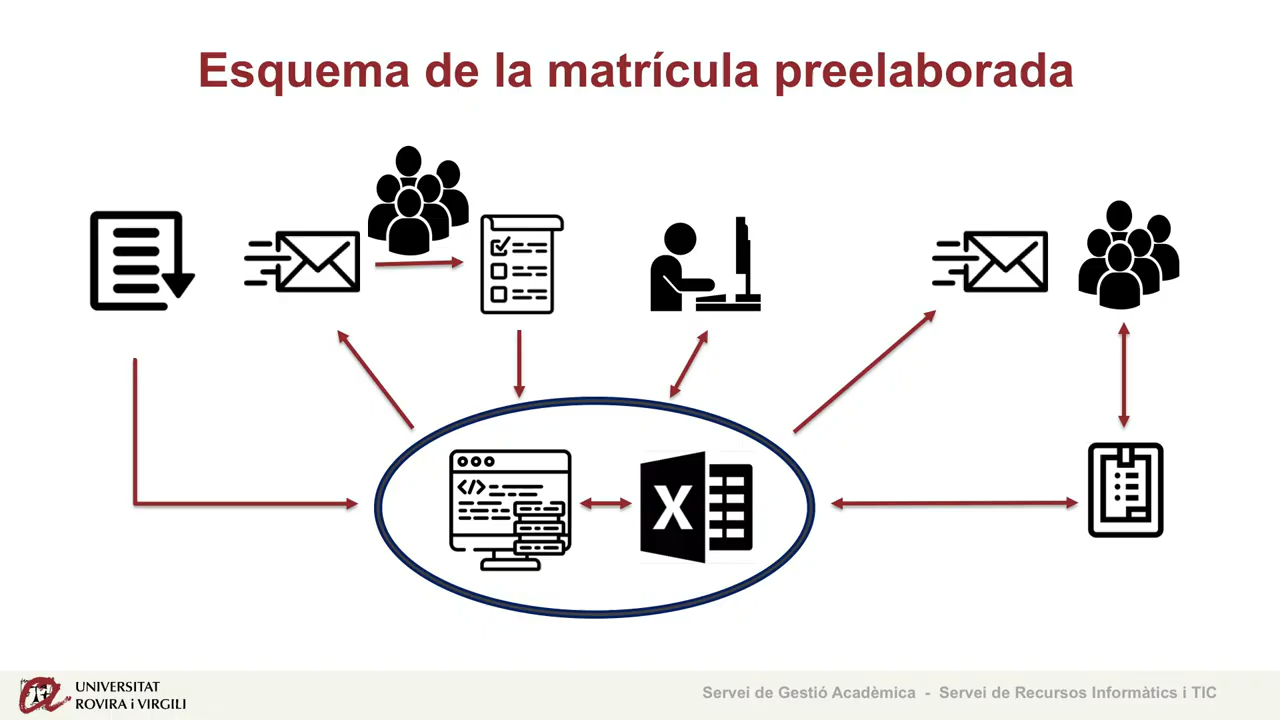 Esquema de la matrícula preelaborada
</>
X
UNIVERSITAT
ROVIRA i VIRGILI
Servei de Gestió Acadèmica - Servei de Recursos Informàtics i TIC